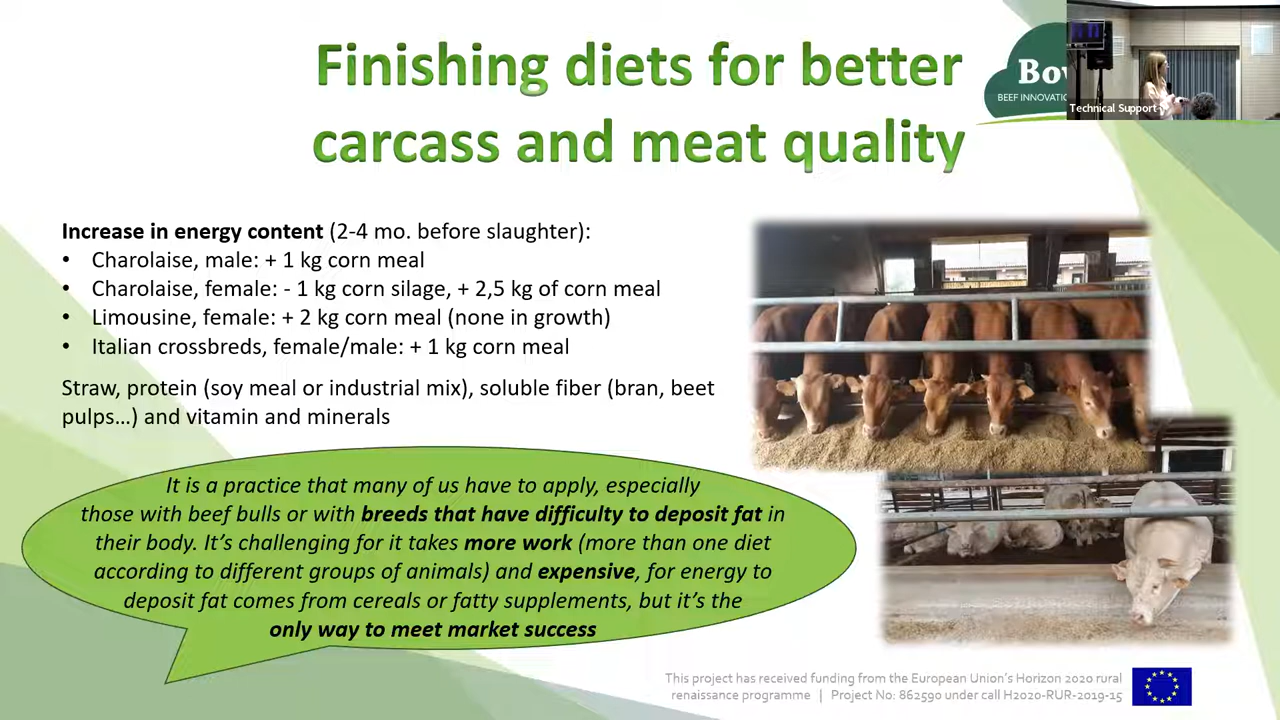 Finishing diets for better
carcass and meat quality
BEEF INNOVATIO
Technical Support
Increase in energy content (2-4 mo. before slaughter):
• Charolaise, male: + 1 kg corn meal
• Charolaise, female: - 1 kg corn silage, + 2,5 kg of corn meal
• Limousine, female: + 2 kg corn meal (none in growth)
• Italian crossbreds, female/male: + 1 kg corn meal
Straw, protein (soy meal or industrial mix), soluble fiber (bran, beet
pulps…) and vitamin and minerals
It is a practice that many of us have to apply, especially
those with beef bulls or with breeds that have difficulty to deposit fat in
their body. It’s challenging for it takes more work (more than one diet
according to different groups of animals) and expensive, for energy to
deposit fat comes from cereals or fatty supplements, but it’s the
only way to meet market success
This project has received funding from the European Union’s Horizon 2020 rural
renaissance programme | Project No: 862590 under call H2020-RUR-2019-15